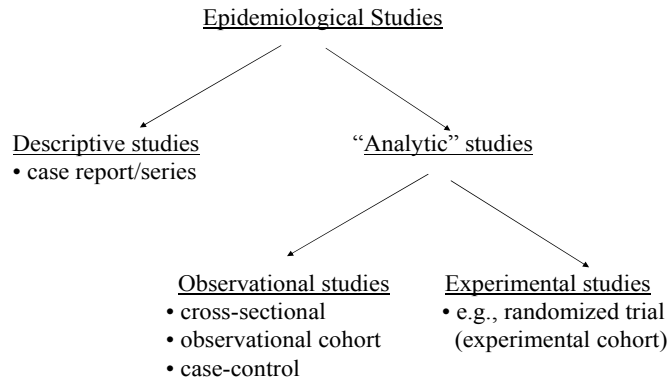 Epidemiological Studies
Descriptive studies
• case report/series
“Analytic” studies
Observational studies
• cross-sectional
• observational cohort
• case-control
Experimental studies
• e.g., randomized trial
(experimental cohort)